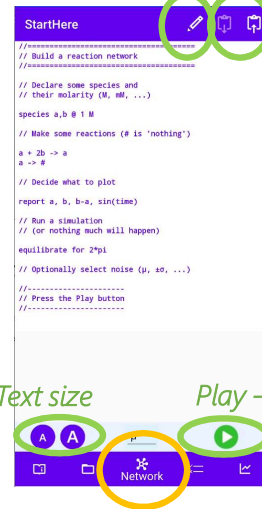 StartHere
//======================================
// Build a reaction network
//======================================
// Declare some species and
// their molarity (M, mM, ...)
species a,b @ 1 M
// Make some reactions (# is 'nothing')
a + 2b -> a
a -> #
// Decide what to plot
report a, b, b-a, sin(time)
// Run a simulation
// (or nothing much will happen)
equilibrate for 2*pi
// Optionally select noise (μ, ±σ, ...)
//----------------------
// Press the Play button
//----------------------
Text size
Play –
A A μ
Network